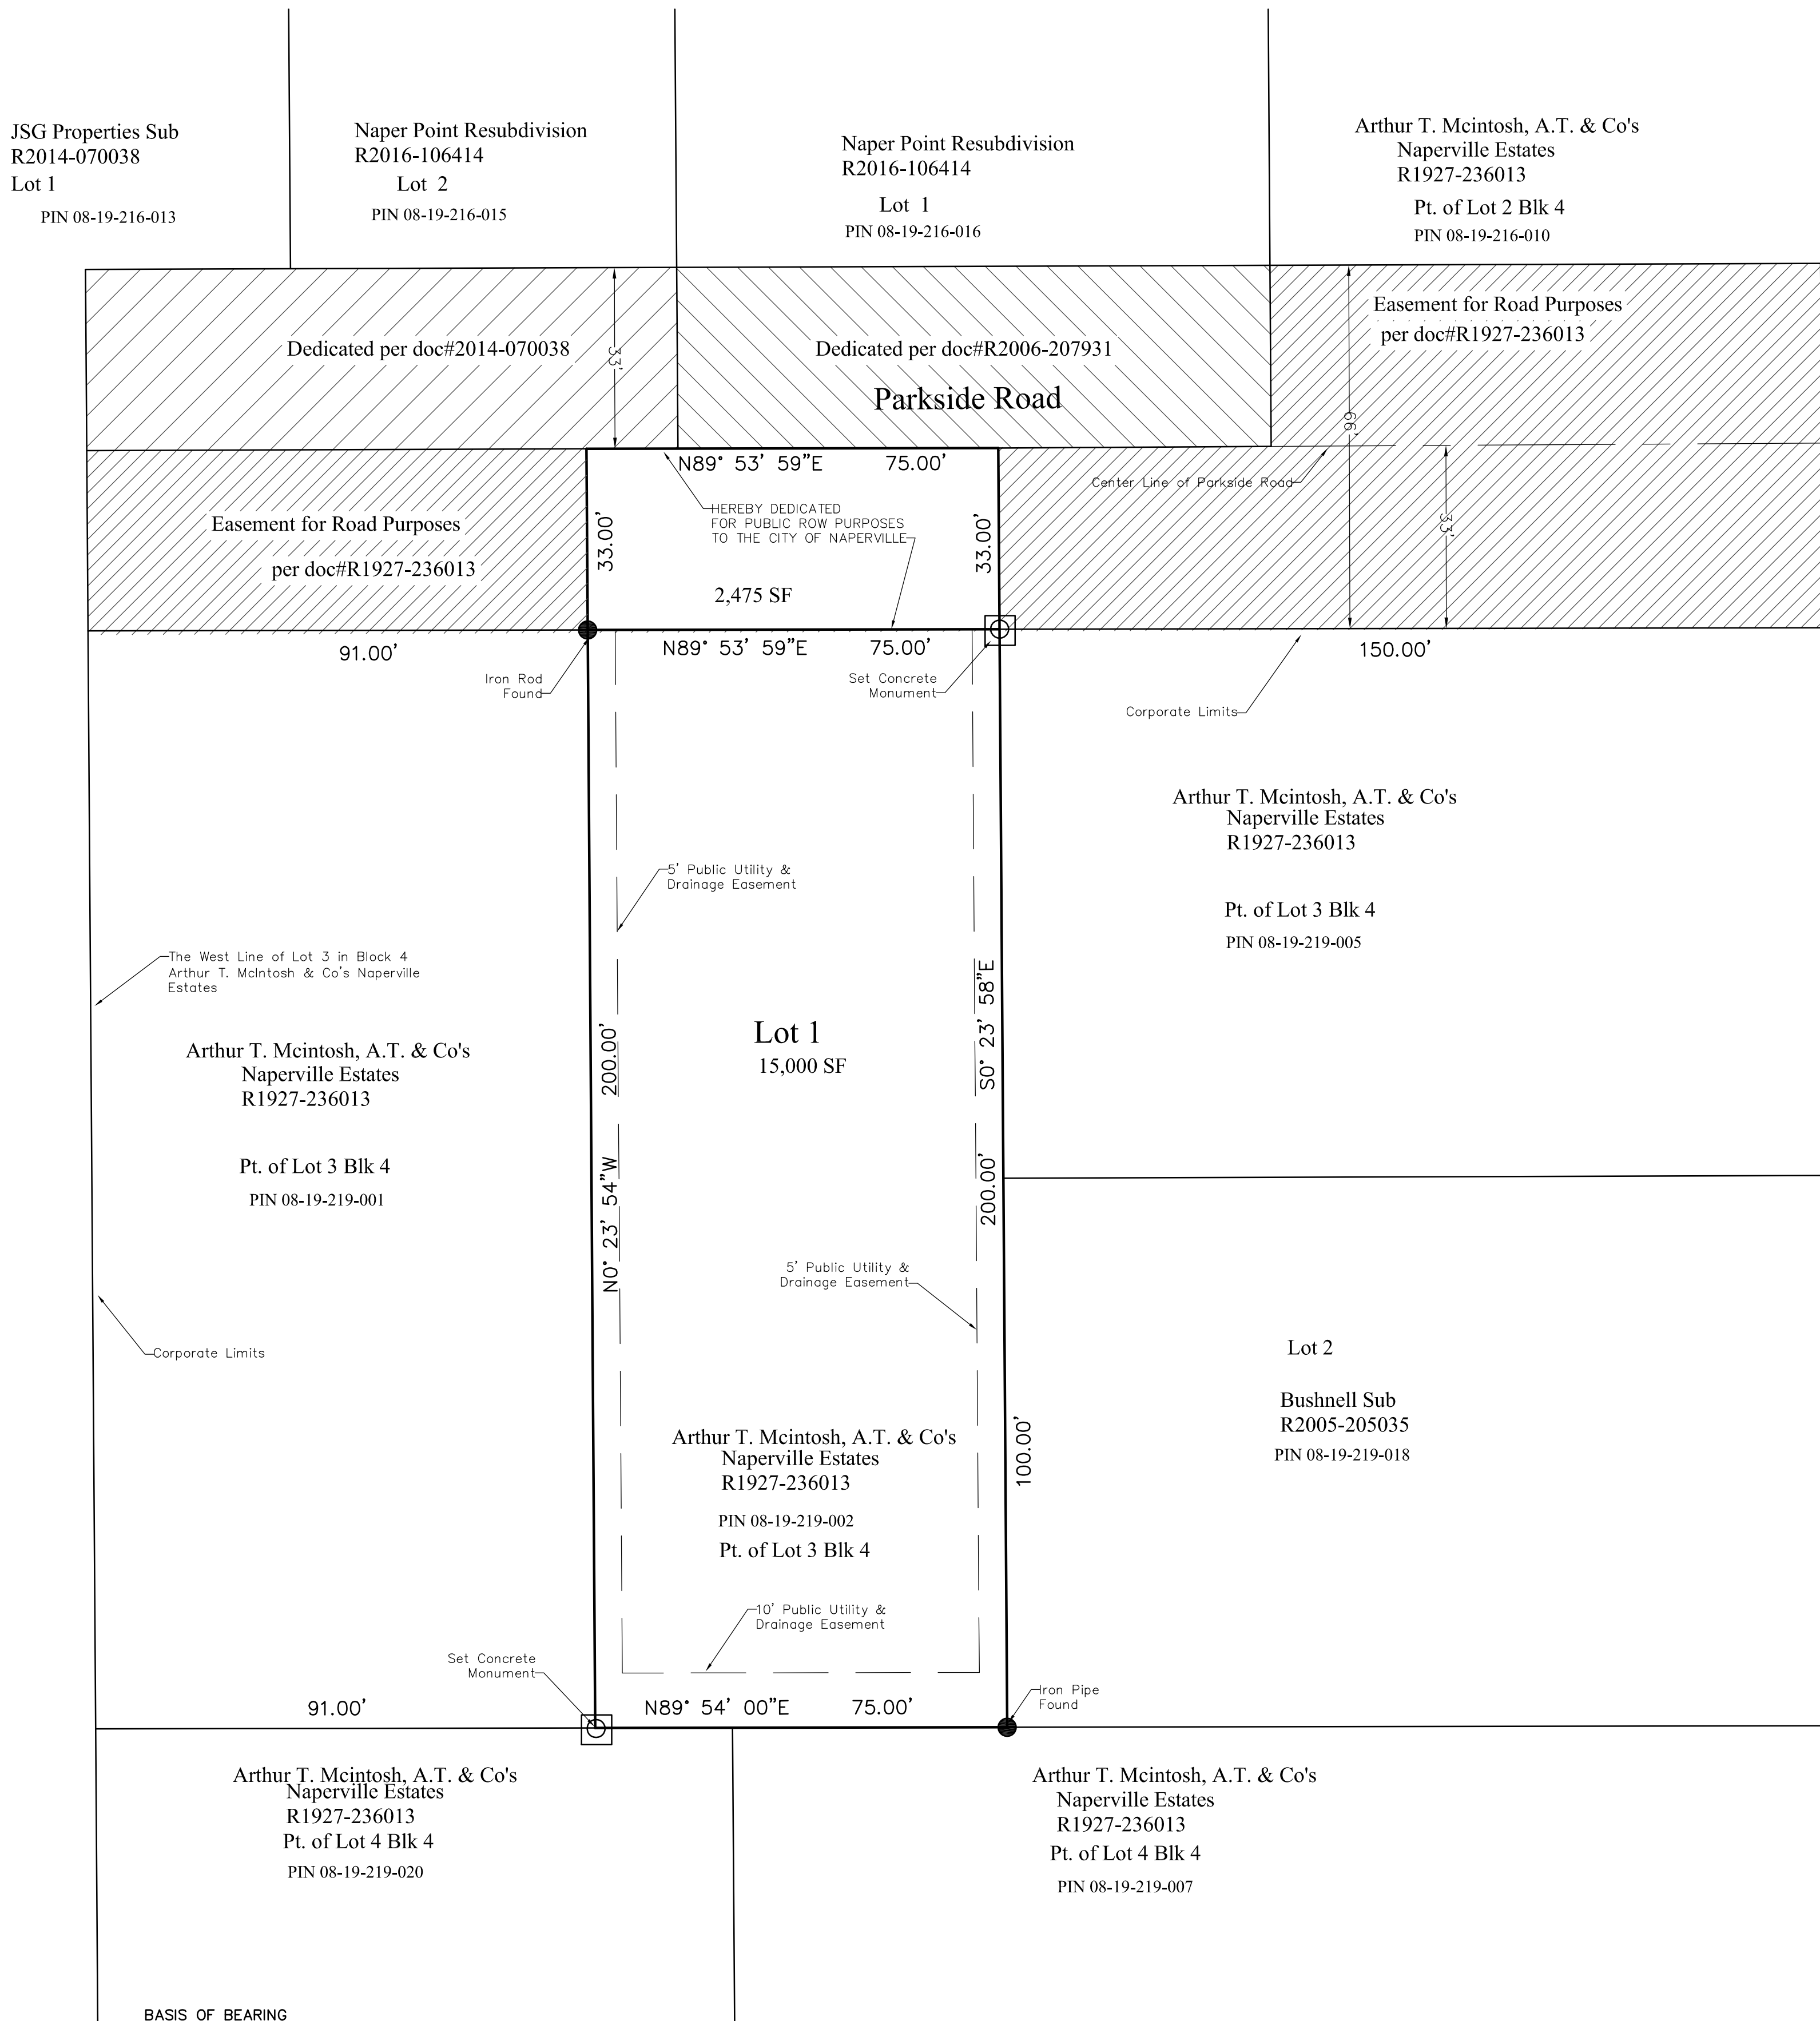 JSG Properties Sub
R2014-070038
Lot 1
PIN 08-19-216-013
Naper Point Resubdivision
R2016-106414
Lot 2
PIN 08-19-216-015
Naper Point Resubdivision
R2016-106414
Lot 1
PIN 08-19-216-016
Arthur T. Mcintosh, A.T. & Co's
Naperville Estates
R1927-236013
Pt. of Lot 2 Blk 4
PIN 08-19-216-010
Dedicated per doc#2014-070038
33'
Dedicated per doc#R2006-207931
Parkside Road
Easement for Road Purposes
per doc#R1927-236013
66'
Easement for Road Purposes
per doc#R1927-236013
N89° 53' 59"E 75.00'
33.00'
HEREBY DEDICATED
FOR PUBLIC ROW PURPOSES
TO THE CITY OF NAPERVILLE
2,475 SF
33.00'
Center Line of Parkside Road
33'
91.00'
N89° 53' 59"E 75.00'
150.00'
Iron Rod
Found
Set Concrete
Monument
Corporate Limits
Arthur T. Mcintosh, A.T. & Co's
Naperville Estates
R1927-236013
Pt. of Lot 3 Blk 4
PIN 08-19-219-005
5' Public Utility &
Drainage Easement
The West Line of Lot 3 in Block 4
Arthur T. McIntosh & Co's Naperville
Estates
Arthur T. Mcintosh, A.T. & Co's
Naperville Estates
R1927-236013
Pt. of Lot 3 Blk 4
PIN 08-19-219-001
N0° 23' 54"W 200.00'
Lot 1
15,000 SF
200.00' S0° 23' 58"E
5' Public Utility &
Drainage Easement
Corporate Limits
Lot 2
Bushnell Sub
R2005-205035
PIN 08-19-219-018
100.00'
Arthur T. Mcintosh, A.T. & Co's
Naperville Estates
R1927-236013
PIN 08-19-219-002
Pt. of Lot 3 Blk 4
10' Public Utility &
Drainage Easement
Set Concrete
Monument
Iron Pipe
Found
91.00'
N89° 54' 00"E 75.00'
Arthur T. Mcintosh, A.T. & Co's
Naperville Estates
R1927-236013
Pt. of Lot 4 Blk 4
PIN 08-19-219-020
Arthur T. Mcintosh, A.T. & Co's
Naperville Estates
R1927-236013
Pt. of Lot 4 Blk 4
PIN 08-19-219-007
BASIS OF BEARING